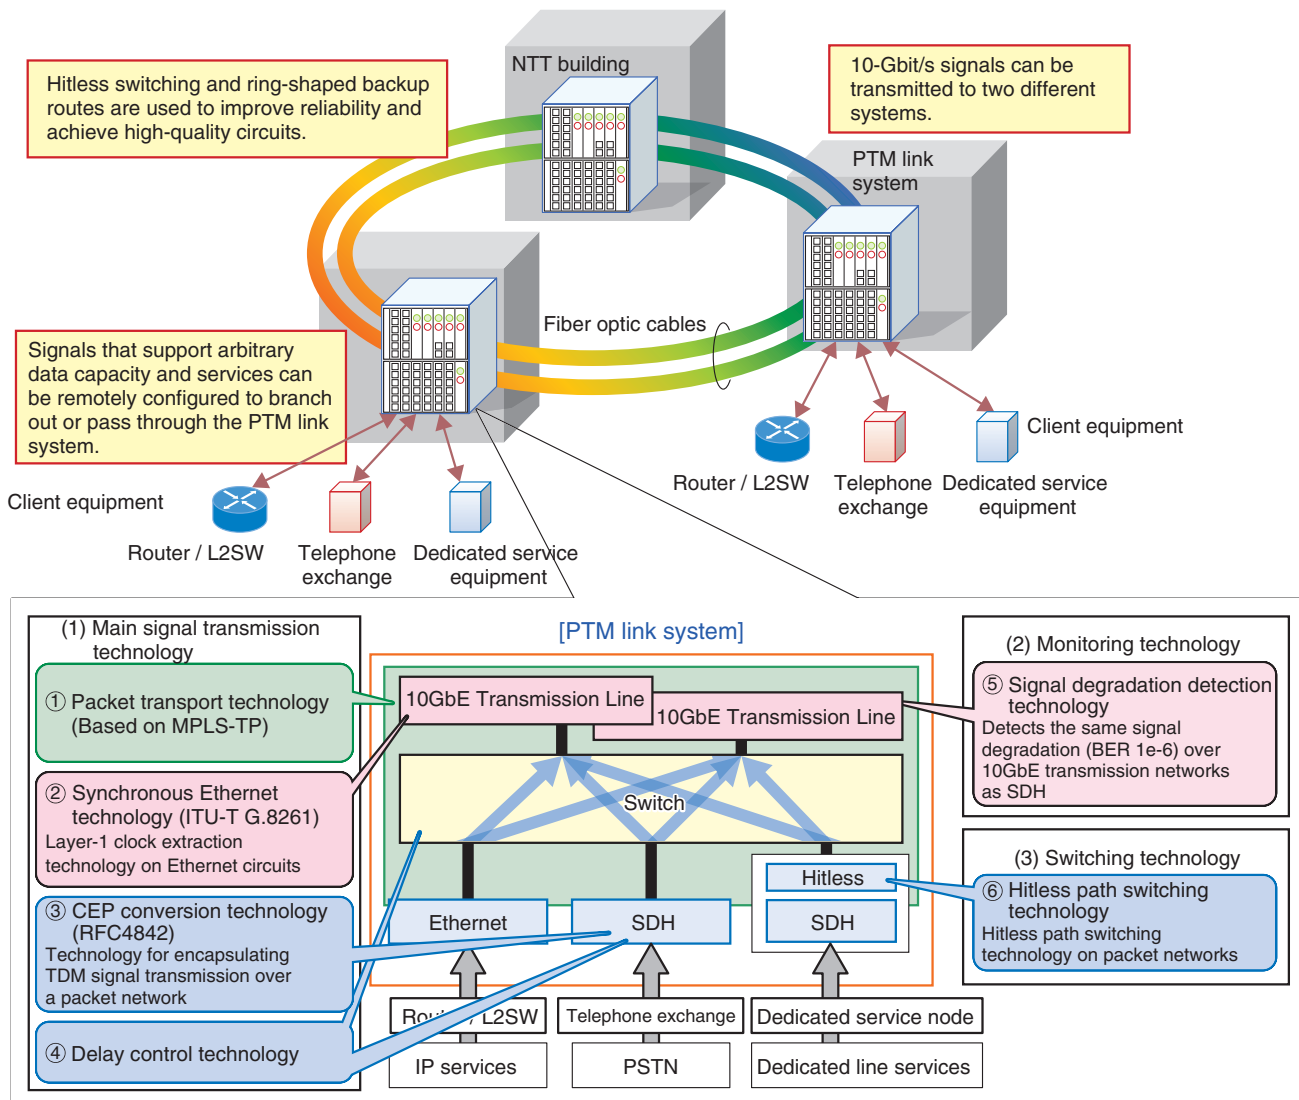 NTT building
Hitless switching and ring-shaped backup
routes are used to improve reliability and
achieve high-quality circuits.
10-Gbit/s signals can be
transmitted to two different
systems.
PTM link
system
Fiber optic cables
Signals that support arbitrary
data capacity and services can
be remotely configured to branch
out or pass through the PTM link
system.
Client equipment
Router / L2SW
Telephone
exchange
Dedicated service
equipment
Client equipment
Router / L2SW
Telephone
exchange
Dedicated service
equipment
[PTM link system]
(1) Main signal transmission
technology
① Packet transport technology
(Based on MPLS-TP)
② Synchronous Ethernet
technology (ITU-T G.8261)
Layer-1 clock extraction
technology on Ethernet circuits
③ CEP conversion technology
(RFC4842)
Technology for encapsulating
TDM signal transmission over
a packet network
④ Delay control technology
10GbE Transmission Line
10GbE Transmission Line
Switch
Hitless
Ethernet
SDH
SDH
Router / L2SW
Telephone exchange
Dedicated service node
IP services
PSTN
Dedicated line services
(2) Monitoring technology
⑤ Signal degradation detection
technology
Detects the same signal
degradation (BER 1e-6) over
10GbE transmission networks
as SDH
(3) Switching technology
⑥ Hitless path switching
technology
Hitless path switching
technology on packet networks